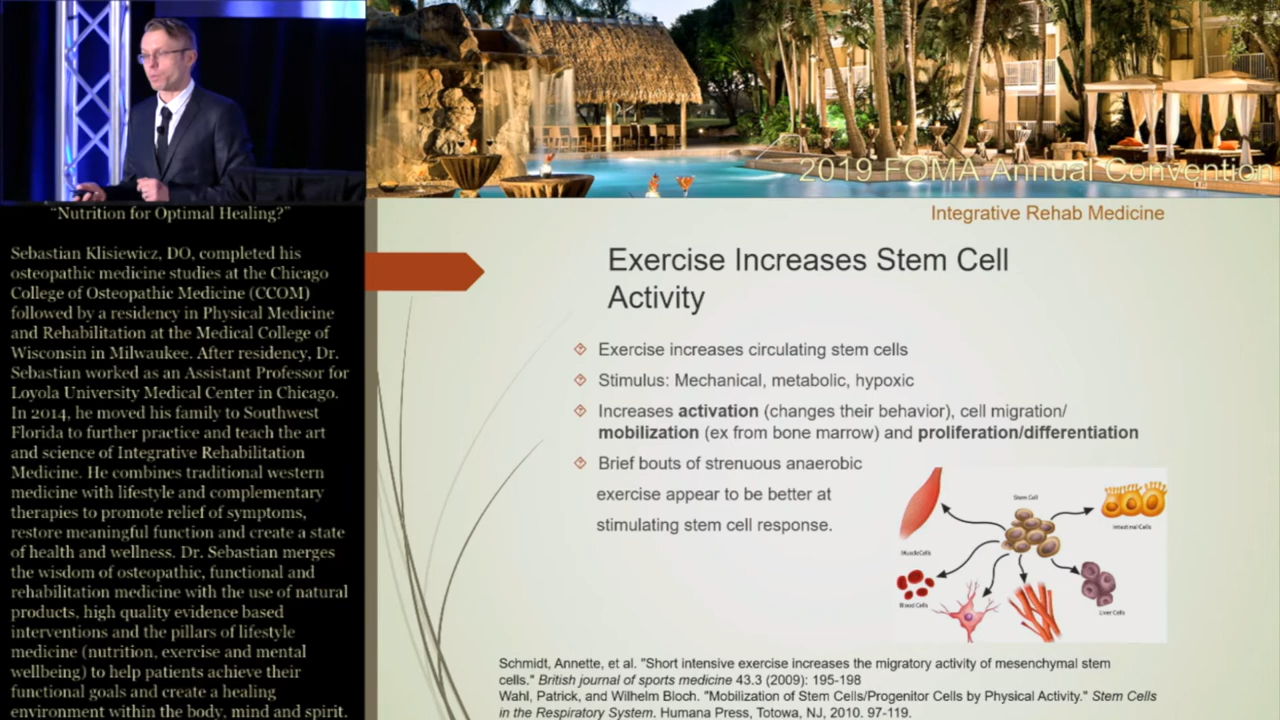 2019 FOMA Annual Convention
"Nutrition for Optimal Healing?"
Sebastian Klisiewicz, DO, completed his
osteopathic medicine studies at the Chicago
College of Osteopathic Medicine (CCOM)
followed by a residency in Physical Medicine
and Rehabilitation at the Medical College of
Wisconsin in Milwaukee. After residency, Dr.
Sebastian worked as an Assistant Professor for
Loyola University Medical Center in Chicago.
In 2014, he moved his family to Southwest
Florida to further practice and teach the art
and science of Integrative Rehabilitation
Medicine. He combines traditional western
medicine with lifestyle and complementary
therapies to promote relief of symptoms,
restore meaningful function and create a state
of health and wellness. Dr. Sebastian merges
the wisdom of osteopathic, functional and
rehabilitation medicine with the use of natural
products, high quality evidence based
interventions and the pillars of lifestyle
medicine (nutrition, exercise and mental
wellbeing) to help patients achieve their
functional goals and create a healing
environment within the body, mind and spirit.
Integrative Rehab Medicine
Exercise Increases Stem Cell
Activity
Exercise increases circulating stem cells
Stimulus: Mechanical, metabolic, hypoxic
Increases activation (changes their behavior), cell migration/
mobilization (ex from bone marrow) and proliferation/differentiation
Brief bouts of strenuous anaerobic
exercise appear to be better at
stimulating stem cell response.
Stem Cell
Intestinal Cells
Muscle Cells
Blood Cells
Liver Cells
Schmidt, Annette, et al. "Short intensive exercise increases the migratory activity of mesenchymal stem
cells." British journal of sports medicine 43.3 (2009): 195-198
Wahl, Patrick, and Wilhelm Bloch. "Mobilization of Stem Cells/Progenitor Cells by Physical Activity." Stem Cells
in the Respiratory System. Humana Press, Totowa, NJ, 2010. 97-119.